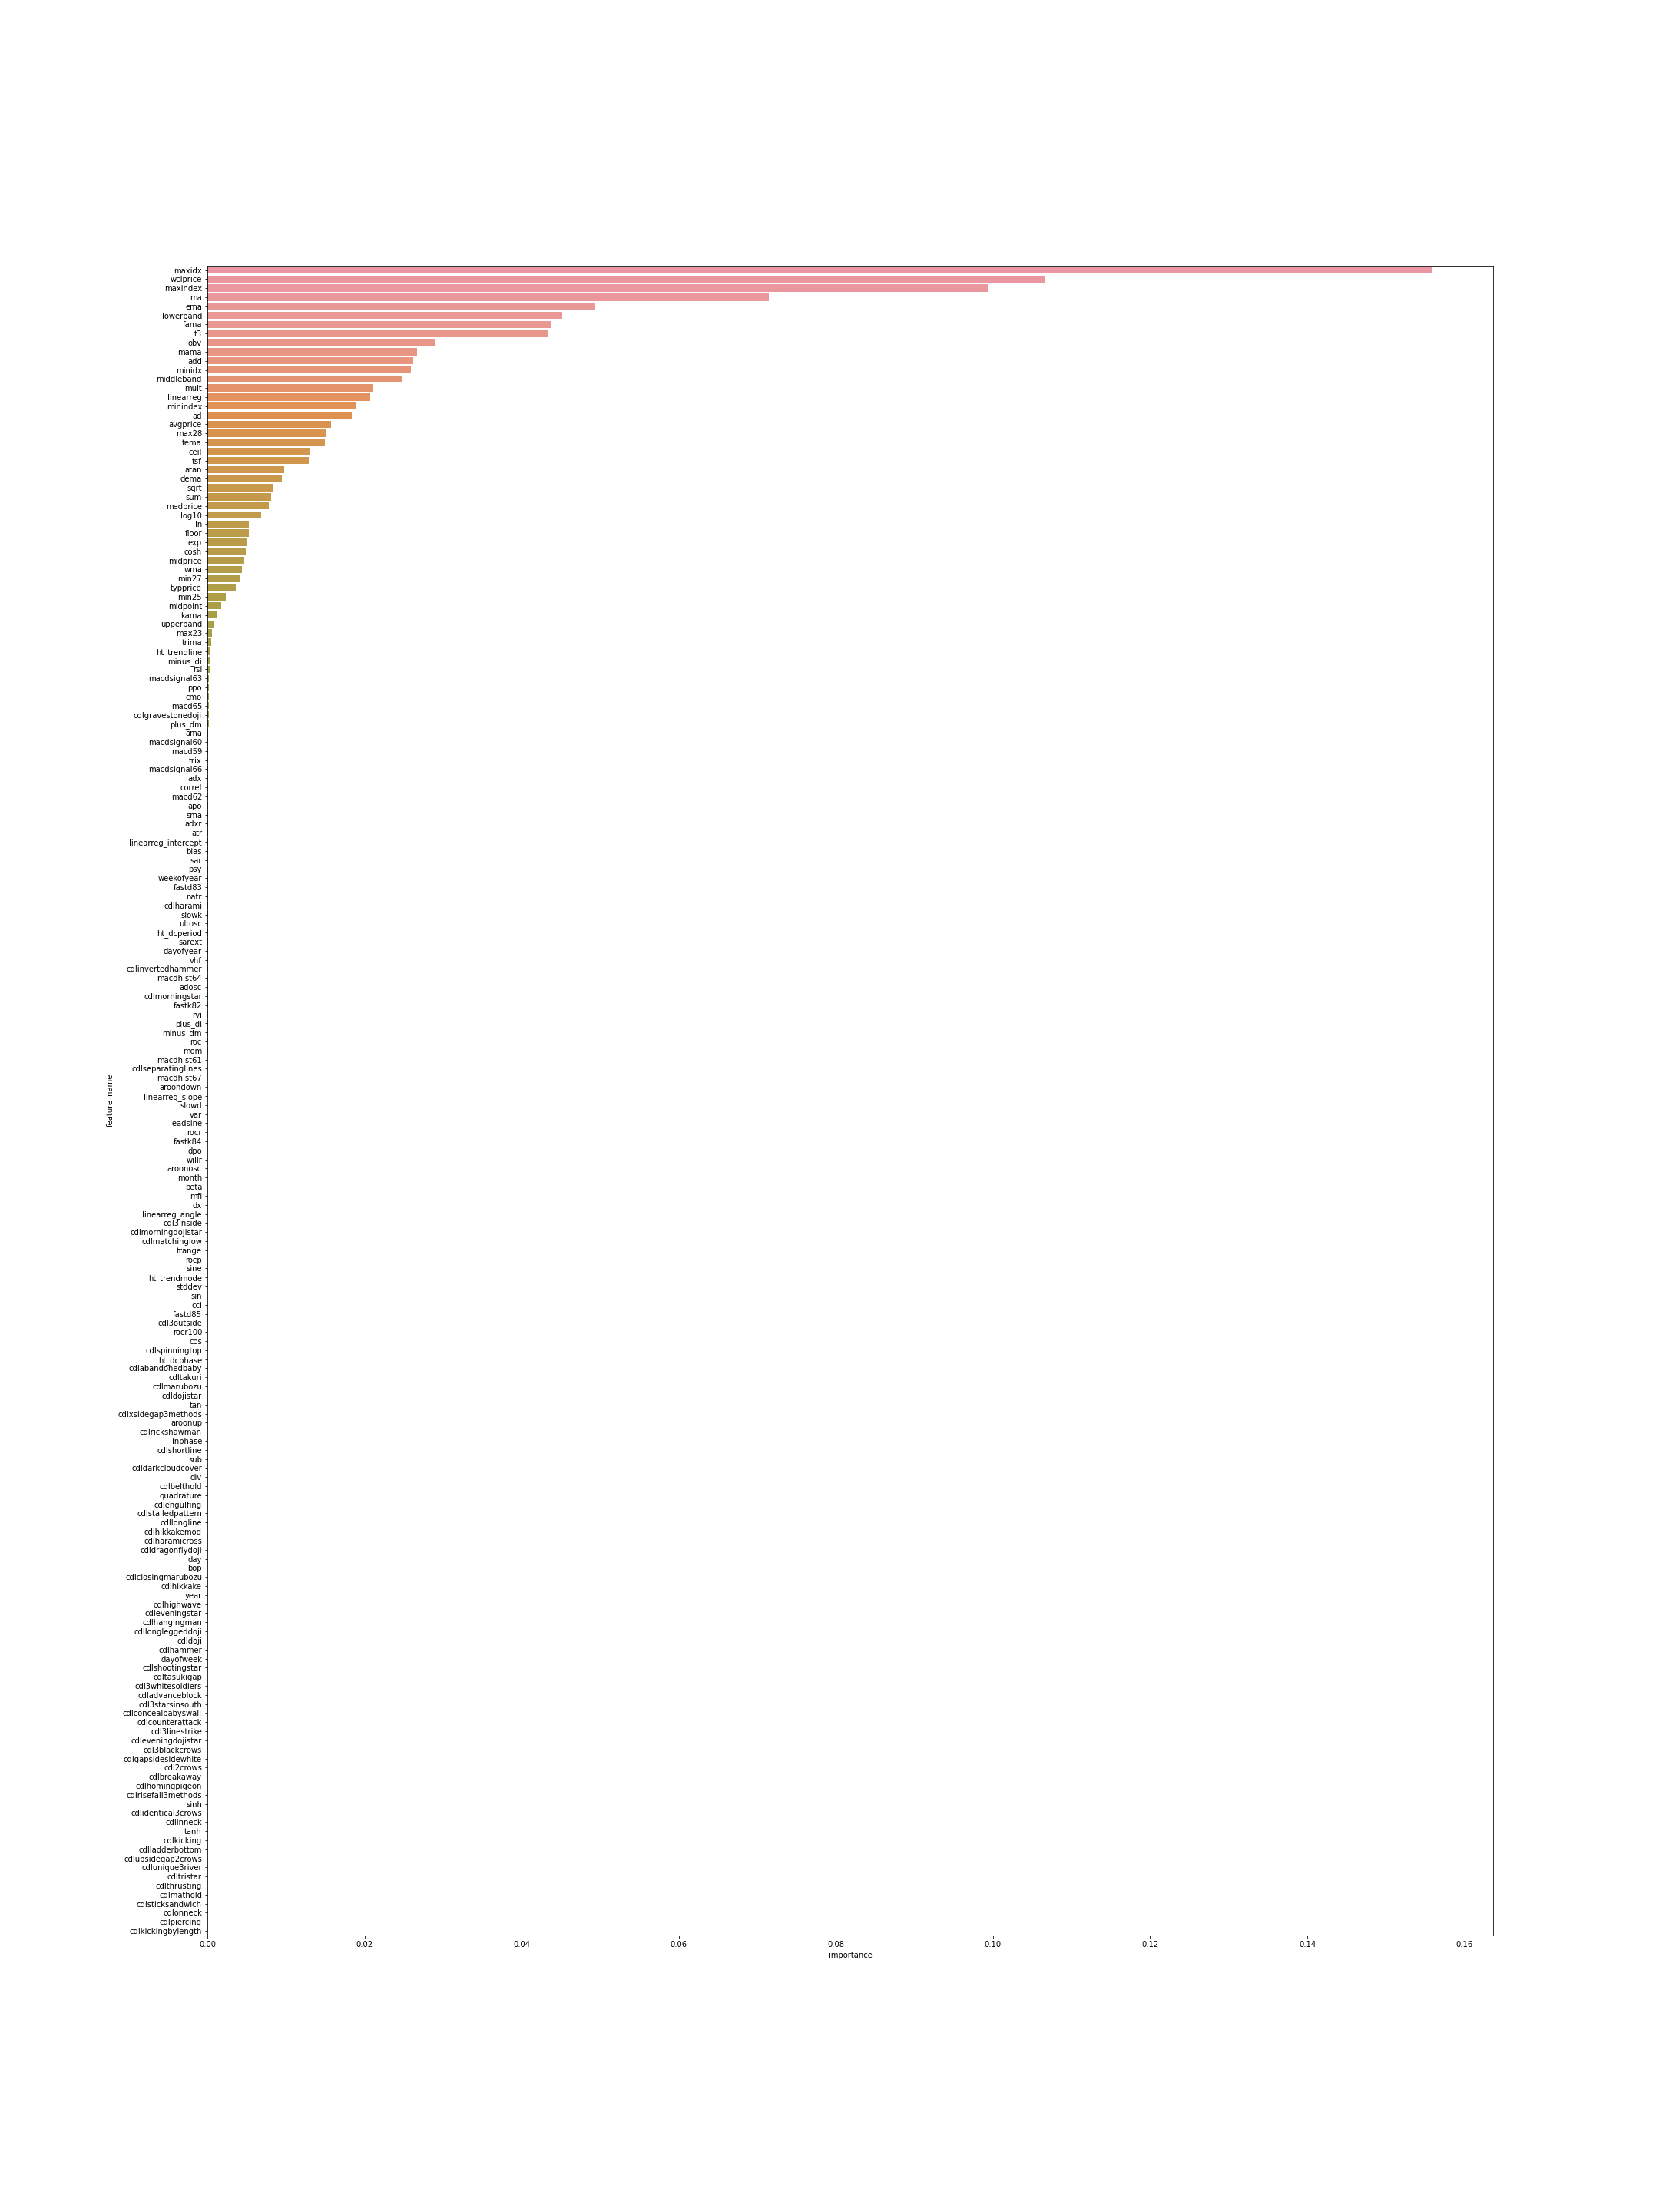 maxidx
wclprice
maxindex
ma
ema
lowerband
fama
t3
obv
mama
add
minidx
middleband
mult
linearreg
minindex
ad
avgprice
max28
tema
ceil
tsf
atan
dema
sqrt
sum
medprice
log10
ln
floor
exp
cosh
midprice
wma
min27
typprice
min25
midpoint
kama
upperband
max23
trima
ht_trendline
minus_di
rsi
macdsignal63
ppo
cmo
macd65
cdlgravestonedoji
plus_dm
ama
macdsignal60
macd59
trix
macdsignal66
adx
correl
macd62
apo
sma
adxr
atr
linearreg_intercept
bias
sar
psy
weekofyear
fastd83
natr
cdlharami
slowk
ultosc
ht_dcperiod
sarext
dayofyear
vhf
cdlinvertedhammer
macdhist64
adosc
cdlmorningstar
fastk82
rvi
plus_di
minus_dm
roc
mom
macdhist61
cdlseparatinglines
macdhist67
aroondown
linearreg_slope
slowd
var
leadsine
rocr
fastk84
dpo
willr
aroonosc
month
beta
mfi
dx
linearreg_angle
cdl3inside
cdlmorningdojistar
cdlmatchinglow
trange
rocp
sine
ht_trendmode
stddev
sin
cci
fastd85
cdl3outside
rocr100
cos
cdlspinningtop
ht_dcphase
cdlabandonedbaby
cdltakuri
cdlmarubozu
cdldojistar
tan
cdlxsidegap3methods
aroonup
cdlrickshawman
inphase
cdlshortline
sub
cdldarkcloudcover
div
cdlbelthold
quadrature
cdlengulfing
cdlstalledpattern
cdllongline
cdlhikkakemod
cdlharamicross
cdldragonflydoji
day
bop
cdlclosingmarubozu
cdlhikkake
year
cdlhighwave
cdleveningstar
cdlhangingman
cdllongleggeddoji
cdldoji
cdlhammer
dayofweek
cdlshootingstar
cdltasukigap
cdl3whitesoldiers
cdladvanceblock
cdl3starsinsouth
cdlconcealbabyswall
cdlcounterattack
cdl3linestrike
cdleveningdojistar
cdl3blackcrows
cdlgapsidesidewhite
cdl2crows
cdlbreakaway
cdlhomingpigeon
cdlrisefall3methods
sinh
cdlidentical3crows
cdlinneck
tanh
cdlkicking
cdlladderbottom
cdlupsidegap2crows
cdlunique3river
cdltristar
cdlthrusting
cdlmathold
cdlsticksandwich
cdlonneck
cdlpiercing
cdlkickingbylength
feature_name
0.00 0.02 0.04 0.06 0.08 0.10 0.12 0.14 0.16
importance